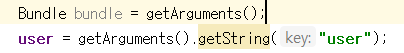 Bundle bundle = getArguments();
user = getArguments().getString( key: "user");